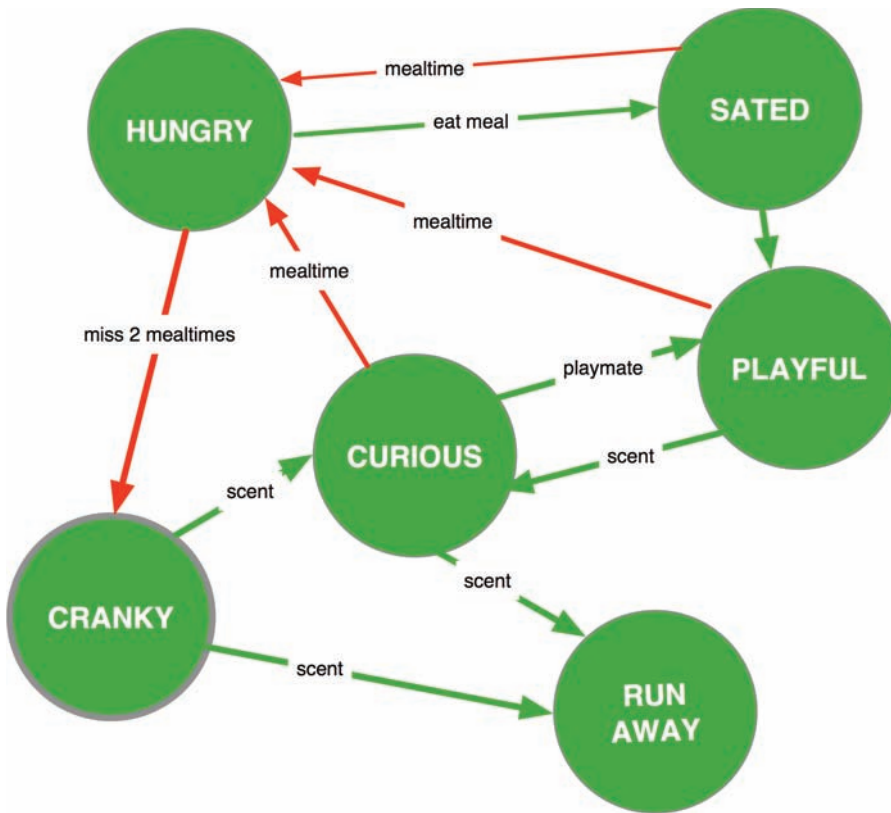 mealtime
HUNGRY
SATED
eat meal
mealtime
mealtime
miss 2 mealtimes
playmate
PLAYFUL
CURIOUS
scent
scent
scent
CRANKY
scent
RUN
AWAY